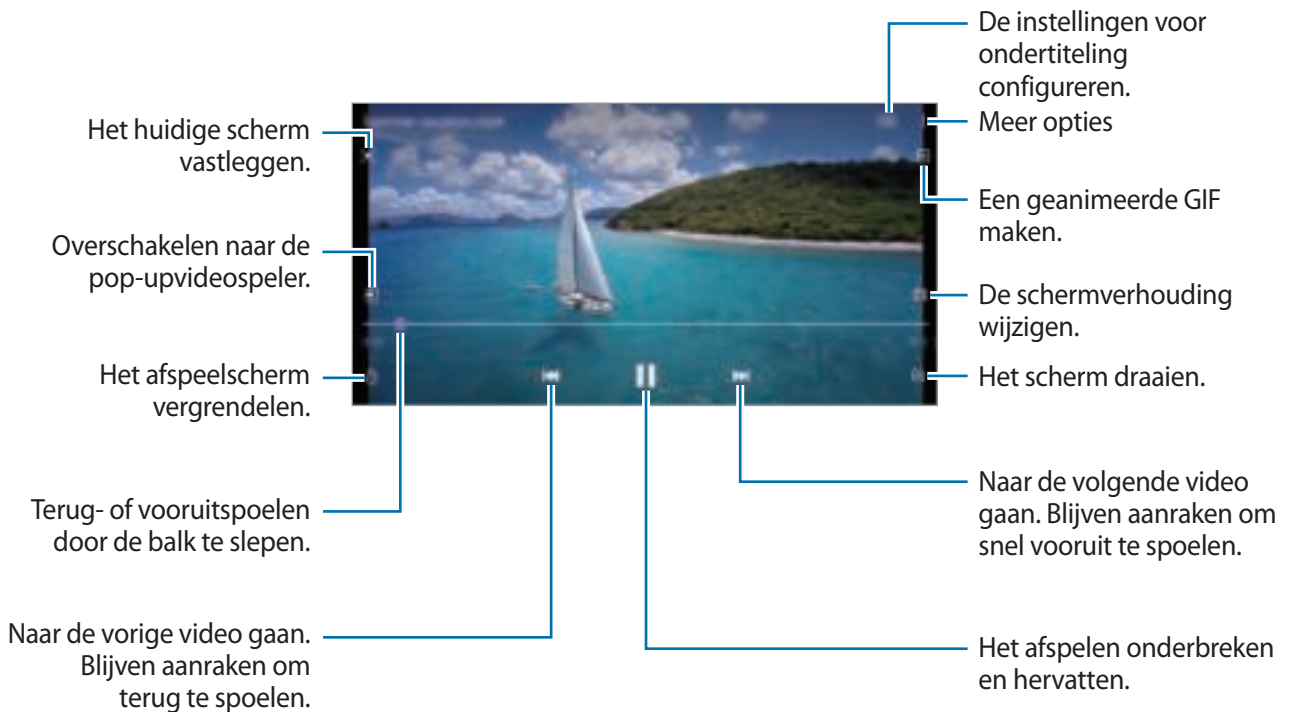 De instellingen voor
ondertiteling
configureren.
Meer opties
Het huidige scherm
vastleggen.
Een geanimeerde GIF
maken.
Overschakelen naar de
pop-upvideospeler.
De schermverhouding
wijzigen.
Het afspeelscherm
vergrendelen.
Het scherm draaien.
Terug- of vooruitspoelen
door de balk te slepen.
Naar de volgende video
gaan. Blijven aanraken om
snel vooruit te spoelen.
Naar de vorige video gaan.
Blijven aanraken om
terug te spoelen.
Het afspelen onderbreken
en hervatten.